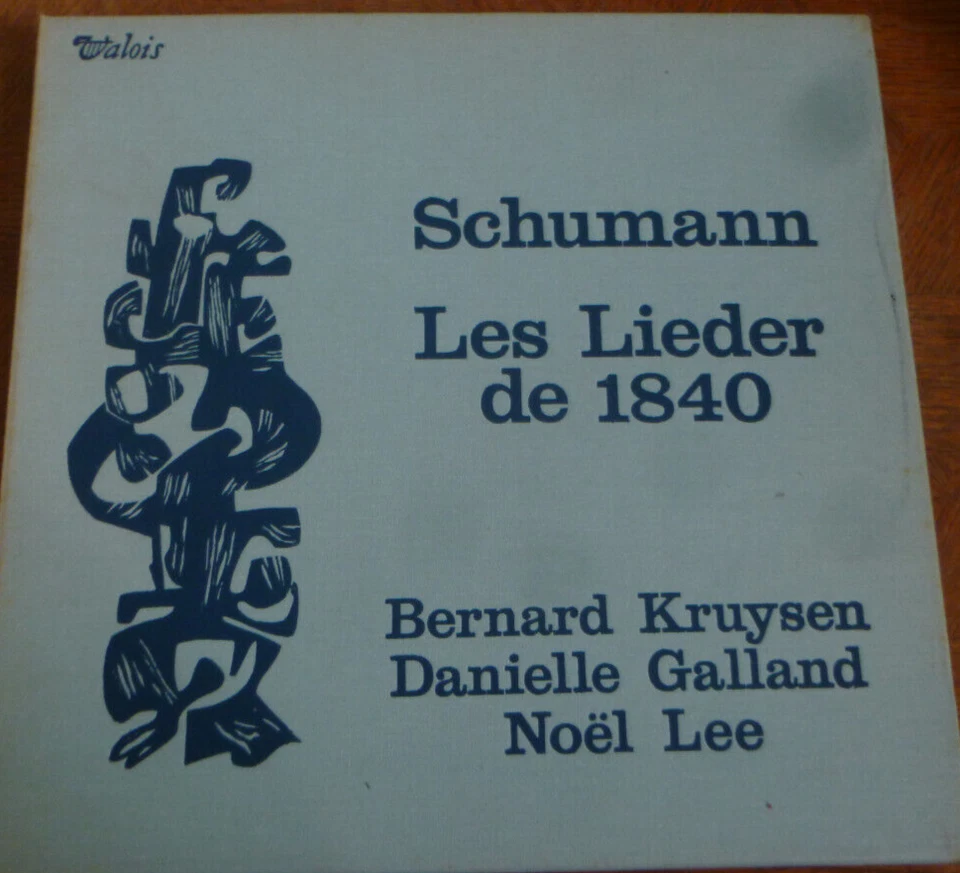 Valois
Schumann
Les Lieder
de 1840
Bernard Kruysen
Danielle Galland
Noël Lee